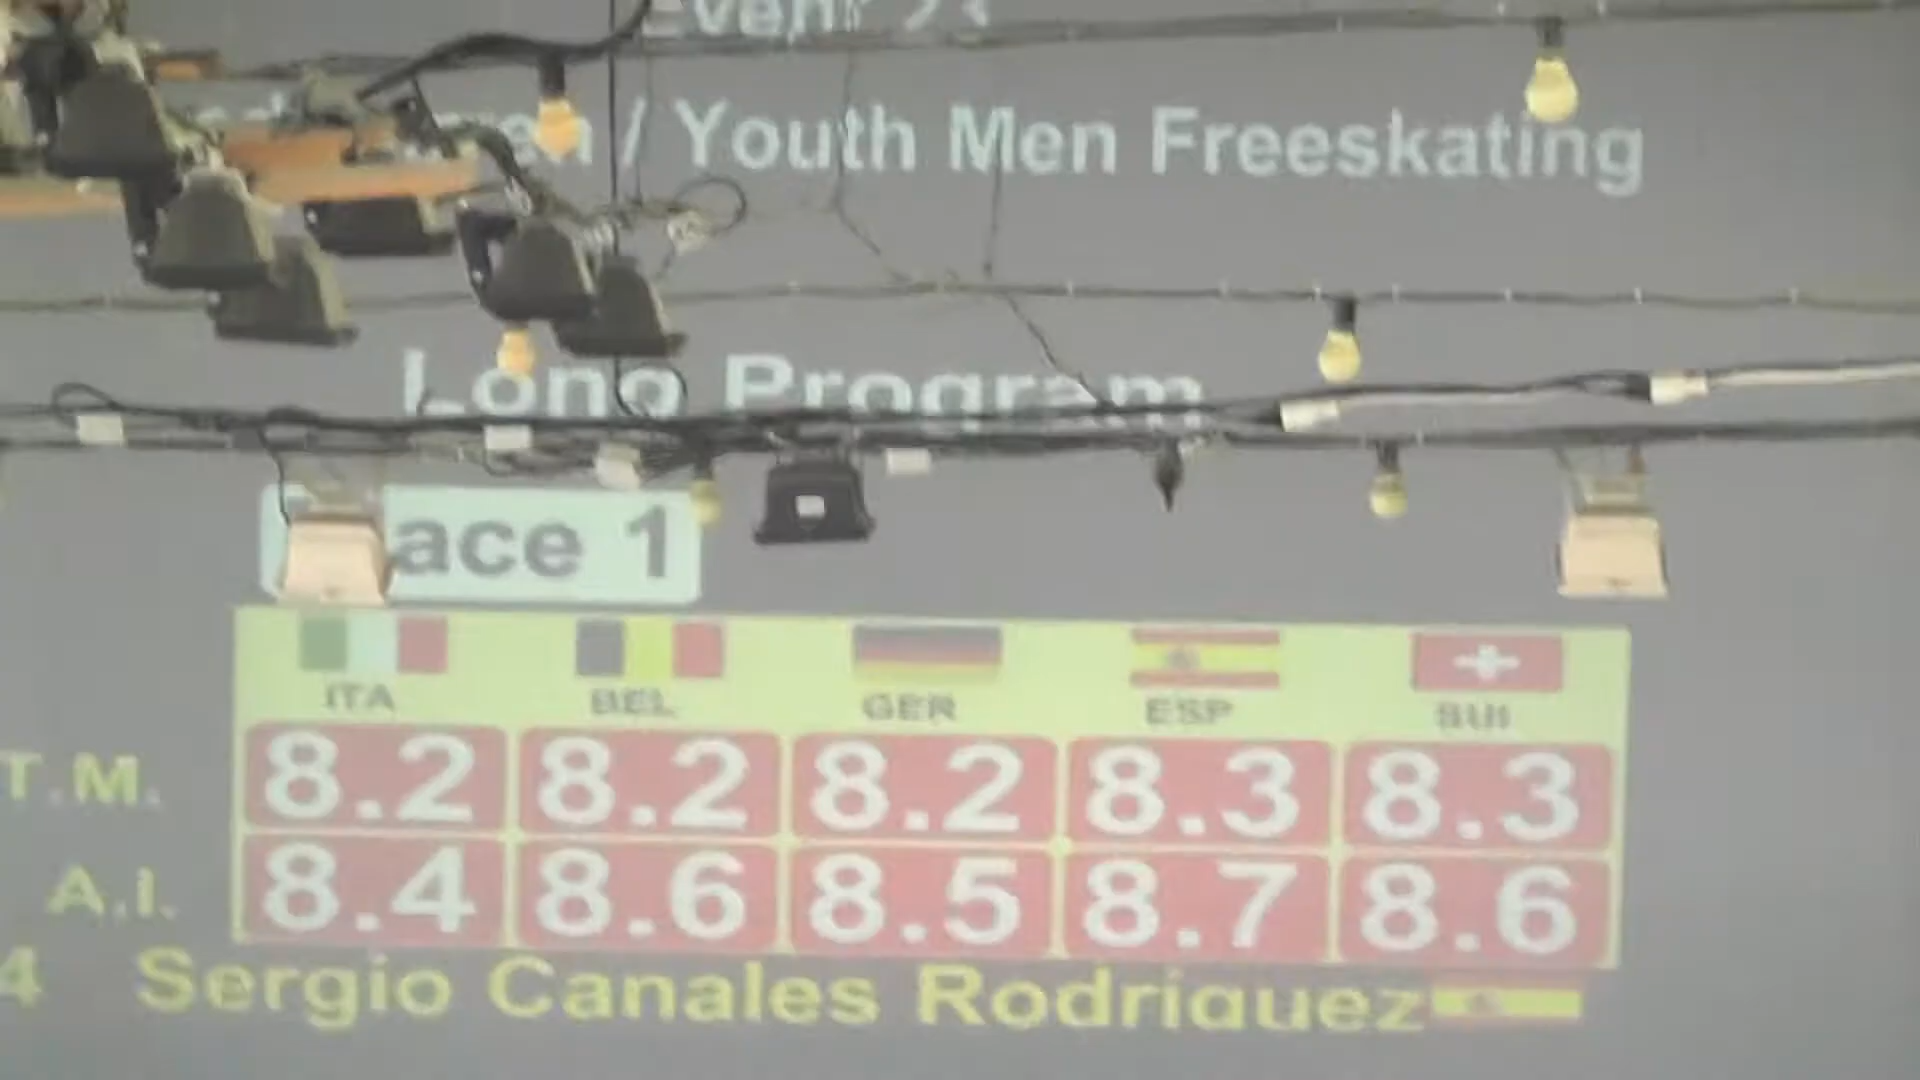 Event
/ Youth Men Freeskating
Long Program
ace 1
ITA BEL GER ESP SUI
T.M. 8.2 8.2 8.2 8.3 8.3
A.I. 8.4 8.6 8.5 8.7 8.6
4 Sergio Canales Rodriguez